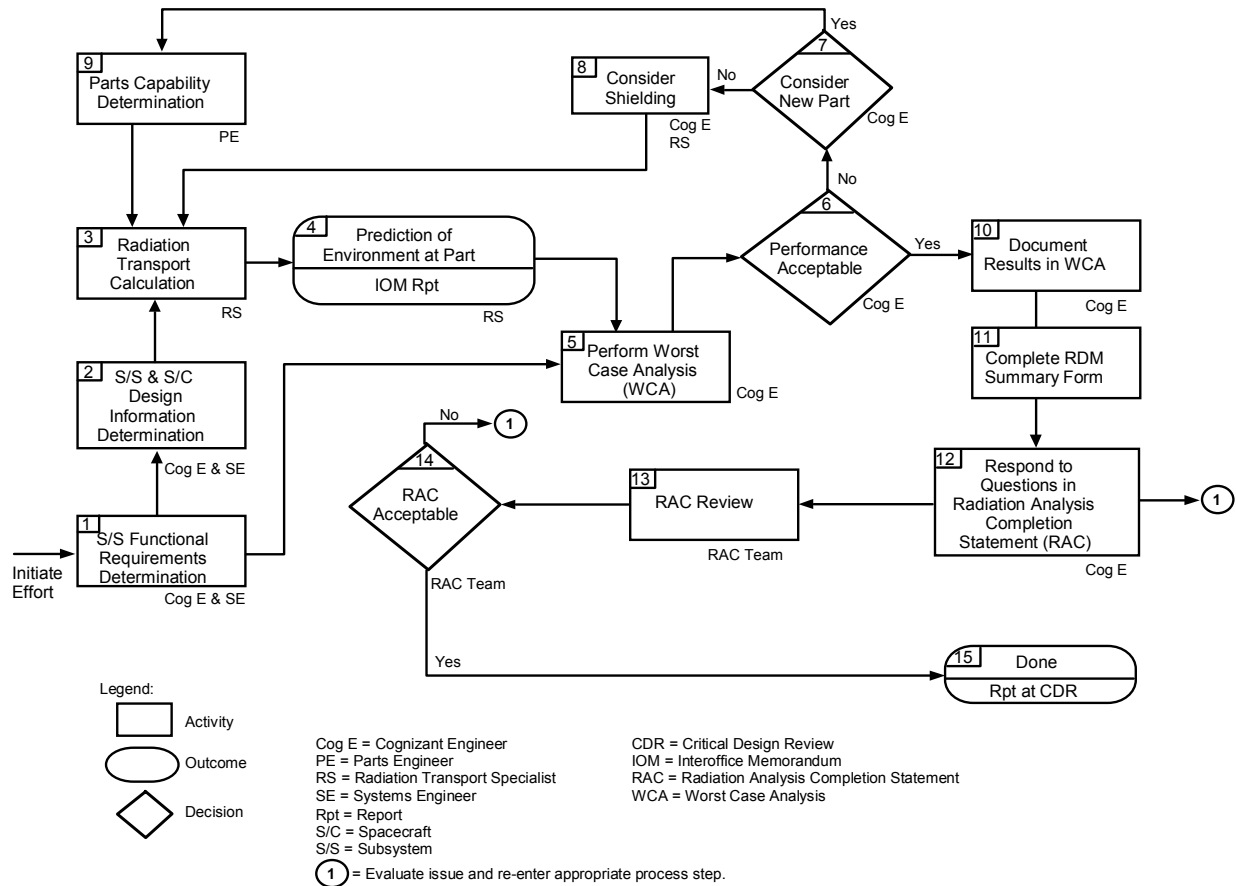 Yes
9
Parts Capability
Determination
PE
8
Consider
Shielding
Cog E
RS
No
7
Consider
New Part
Cog E
No
3
Radiation
Transport
Calculation
RS
4
Prediction of
Environment at Part
IOM Rpt
RS
6
Performance
Acceptable
Cog E
Yes
10
Document
Results in WCA
Cog E
5
Perform Worst
Case Analysis
(WCA)
Cog E
11
Complete RDM
Summary Form
2
S/S & S/C
Design
Information
Determination
Cog E & SE
No
1
14
RAC
Acceptable
RAC Team
13
RAC Review
RAC Team
12
Respond to
Questions in
Radiation Analysis
Completion
Statement (RAC)
Cog E
1
Initiate
Effort
1
S/S Functional
Requirements
Determination
Cog E & SE
Yes
15
Done
Rpt at CDR
Legend:
Activity
Outcome
Decision
Cog E = Cognizant Engineer
PE = Parts Engineer
RS = Radiation Transport Specialist
SE = Systems Engineer
Rpt = Report
S/C = Spacecraft
S/S = Subsystem
1 = Evaluate issue and re-enter appropriate process step.
CDR = Critical Design Review
IOM = Interoffice Memorandum
RAC = Radiation Analysis Completion Statement
WCA = Worst Case Analysis